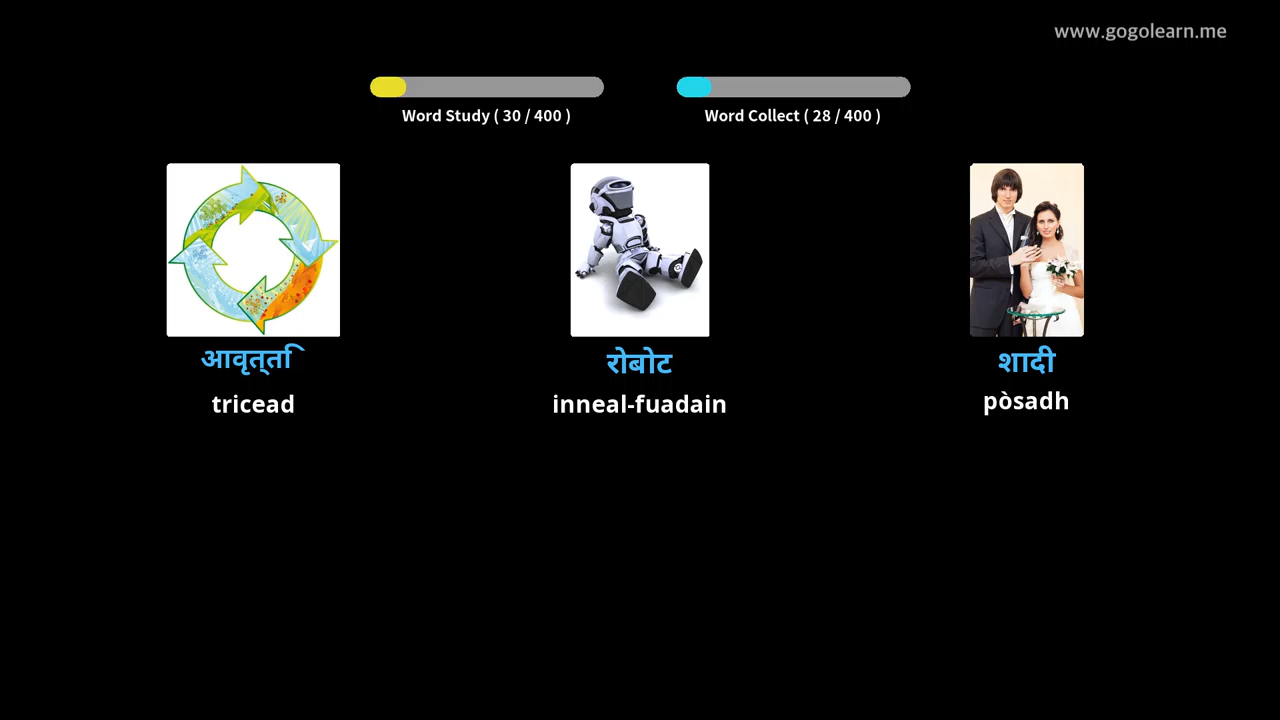 www.gogolearn.me
Word Study ( 30 / 400 )
Word Collect ( 28 / 400 )
आवृत्ति
रोबोट
शादी
tricead
inneal-fuadain
pòsadh